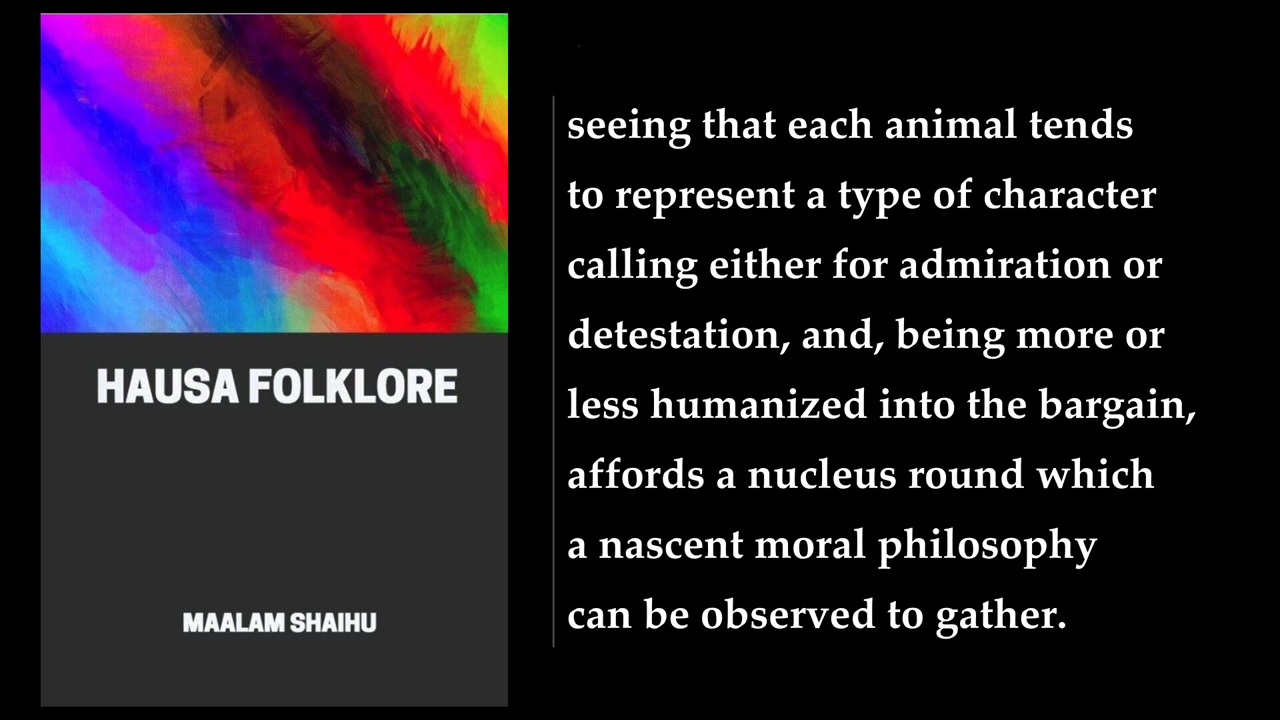 HAUSA FOLKLORE
MAALAM SHAIHU
seeing that each animal tends
to represent a type of character
calling either for admiration or
detestation, and, being more or
less humanized into the bargain,
affords a nucleus round which
a nascent moral philosophy
can be observed to gather.